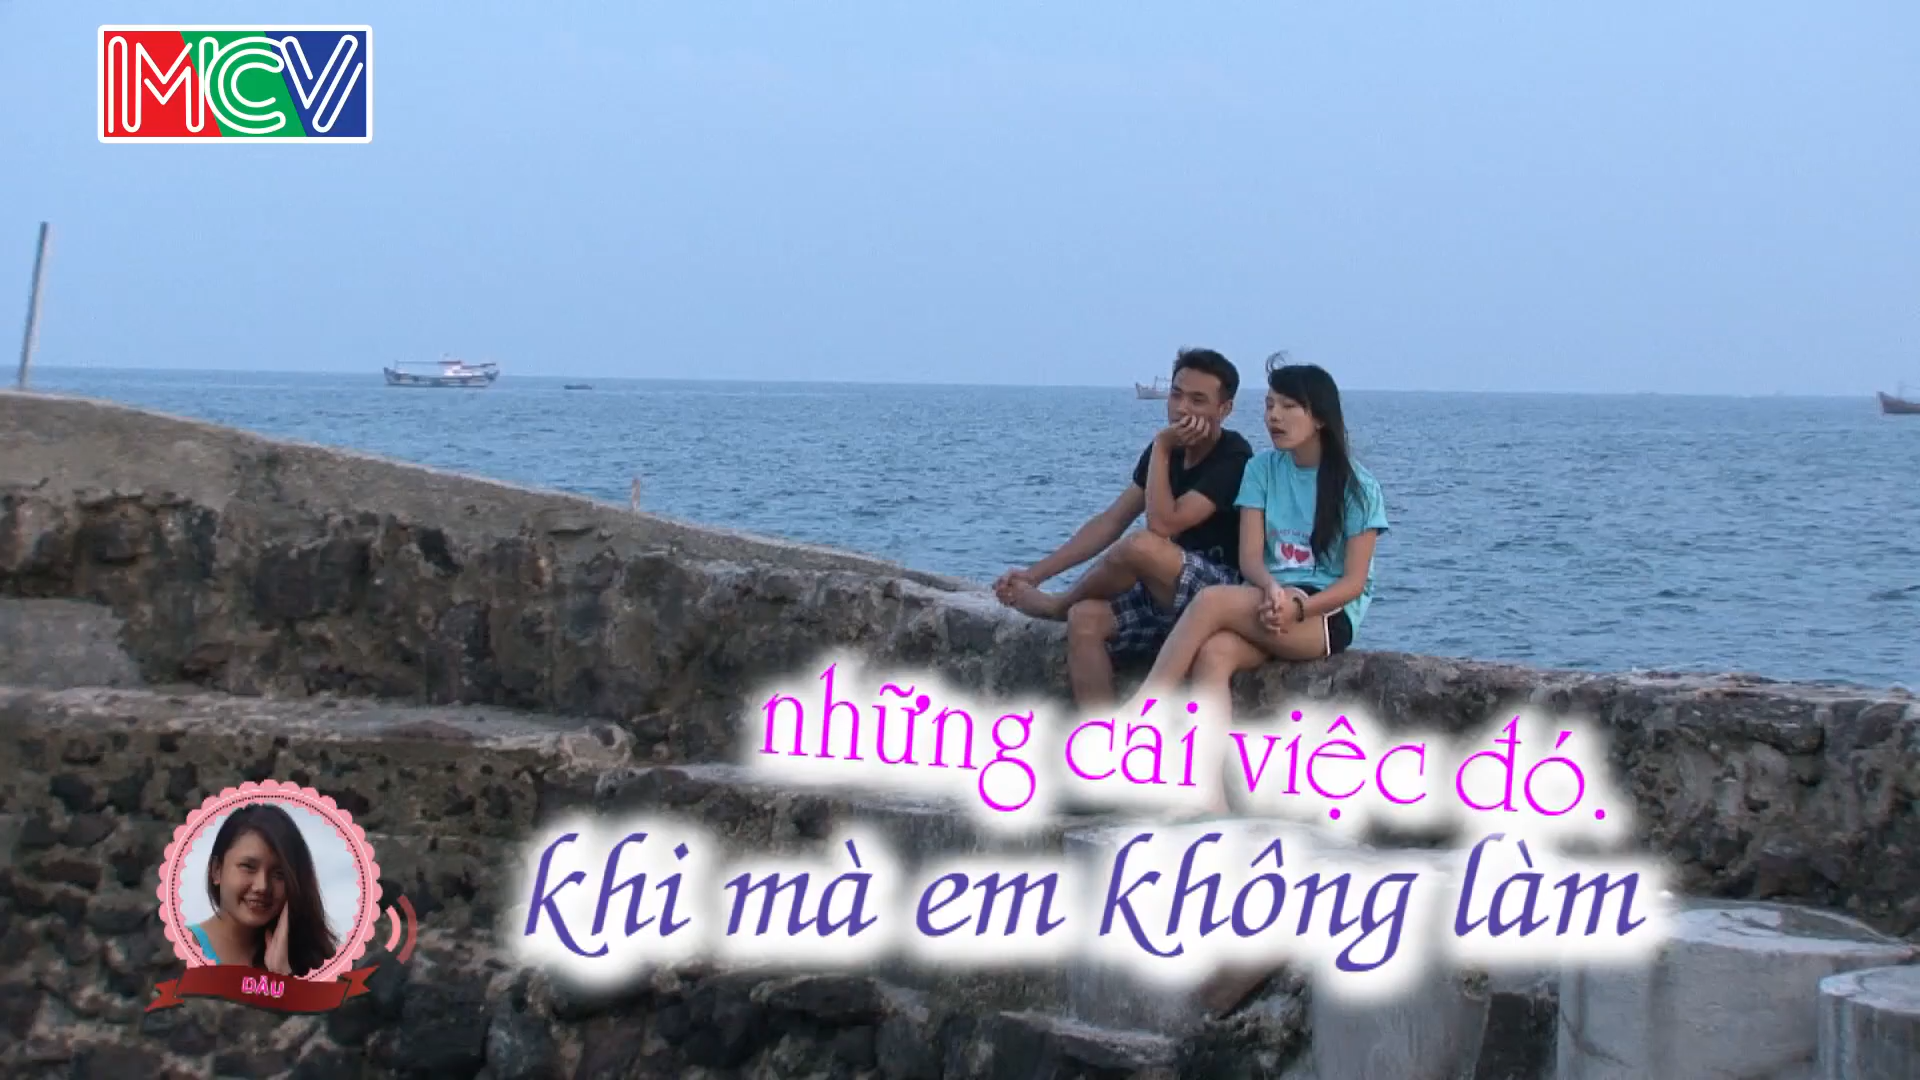 MCV
những cái việc đó.
khi mà em không làm
DÂU